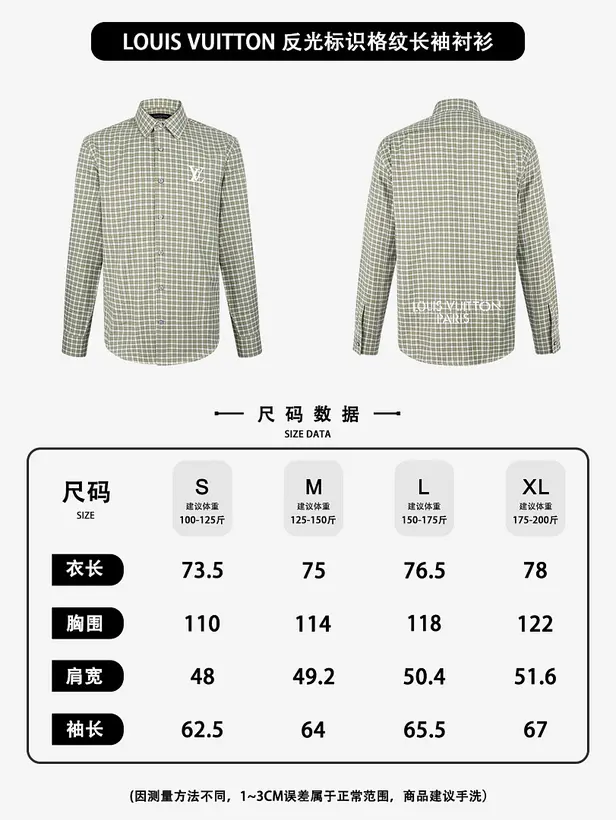 LOUIS VUITTON 反光标识格纹长袖衬衫
LV
LOUIS VUITTON
PARIS
尺码数据
SIZE DATA
尺码 S M L XL
SIZE 建议体重 建议体重 建议体重 建议体重
100-125斤 125-150斤 150-175斤 175-200斤
衣长 73.5 75 76.5 78
胸围 110 114 118 122
肩宽 48 49.2 50.4 51.6
袖长 62.5 64 65.5 67
(因测量方法不同，1~3CM误差属于正常范围，商品建议手洗)